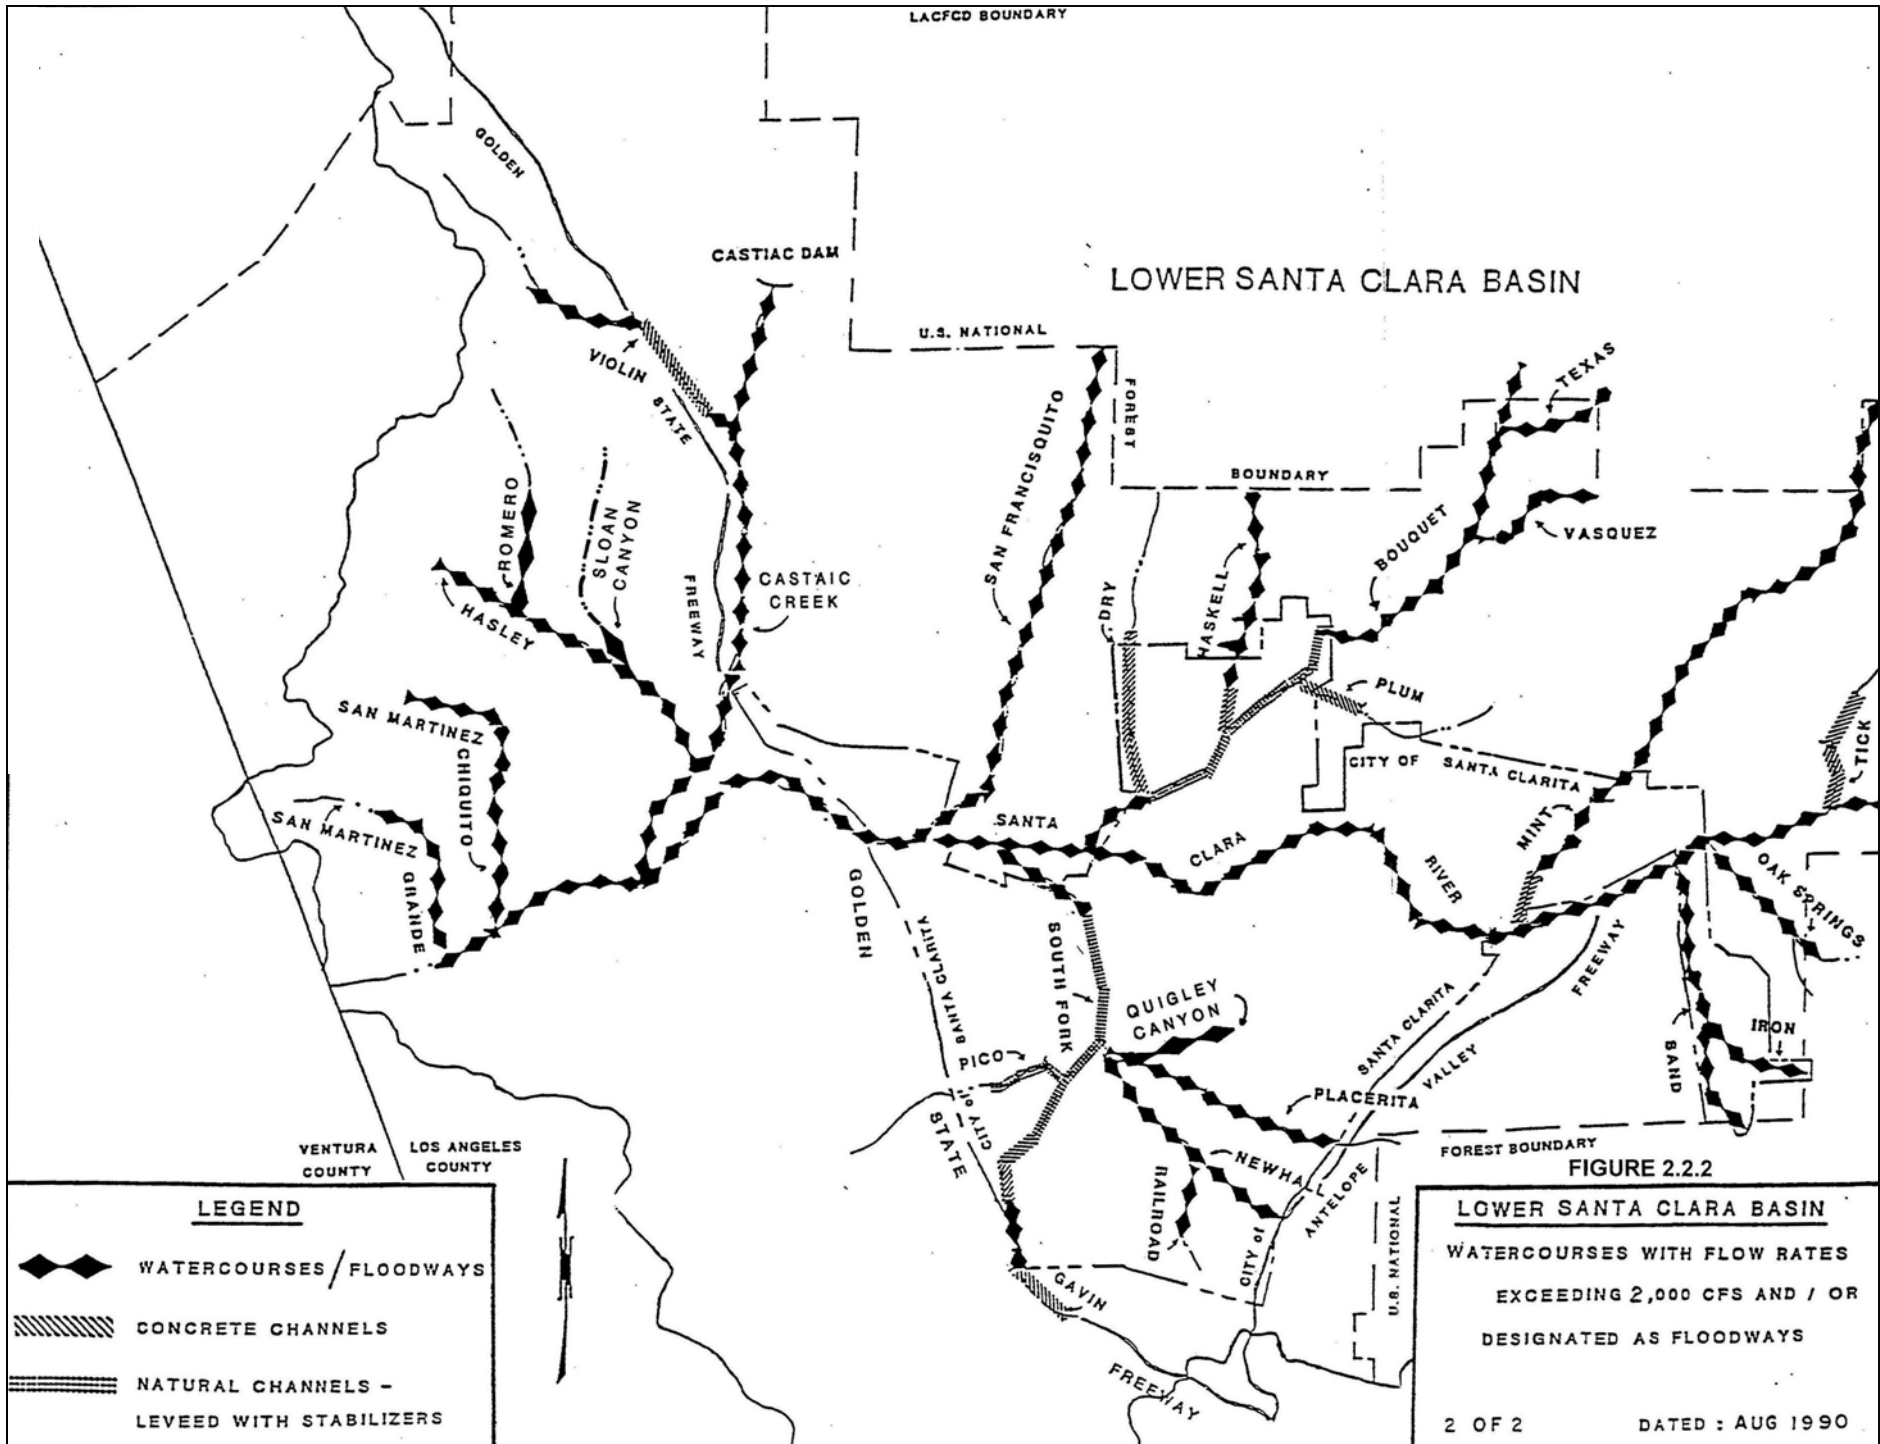 LACFCD BOUNDARY
GOLDEN
CASTIAC DAM
LOWER SANTA CLARA BASIN
U.S. NATIONAL
VIOLIN
STATE
FOREST
TEXAS
SAN FRANCISQUITO
BOUNDARY
ROMERO
SLOAN
CANYON
BOUQUET
VASQUEZ
HASLEY
FREEWAY
CASTAIC
CREEK
DRY
HASKELL
PLUM
SAN MARTINEZ
CHIQUITO
TICK
CITY OF SANTA CLARITA
SAN MARTINEZ
GRANDE
SANTA
CLARA
RIVER
MINT
OAK SPRINGS
GOLDEN
SANTA CLARITA
SOUTH FORK
QUIGLEY
CANYON
FREEWAY
SANTA CLARITA
VALLEY
IRON
SAND
PICO
CITY of
STATE
PLACERITA
FOREST BOUNDARY
VENTURA
COUNTY
LOS ANGELES
COUNTY
NEWHALL
RAILROAD
ANTELOPE
CITY of
U.S. NATIONAL
GAVIN
FREEWAY
LEGEND
WATERCOURSES / FLOODWAYS
CONCRETE CHANNELS
NATURAL CHANNELS -
LEVEED WITH STABILIZERS
N
FIGURE 2.2.2
LOWER SANTA CLARA BASIN
WATERCOURSES WITH FLOW RATES
EXCEEDING 2,000 CFS AND / OR
DESIGNATED AS FLOODWAYS
2 OF 2
DATED : AUG 1990